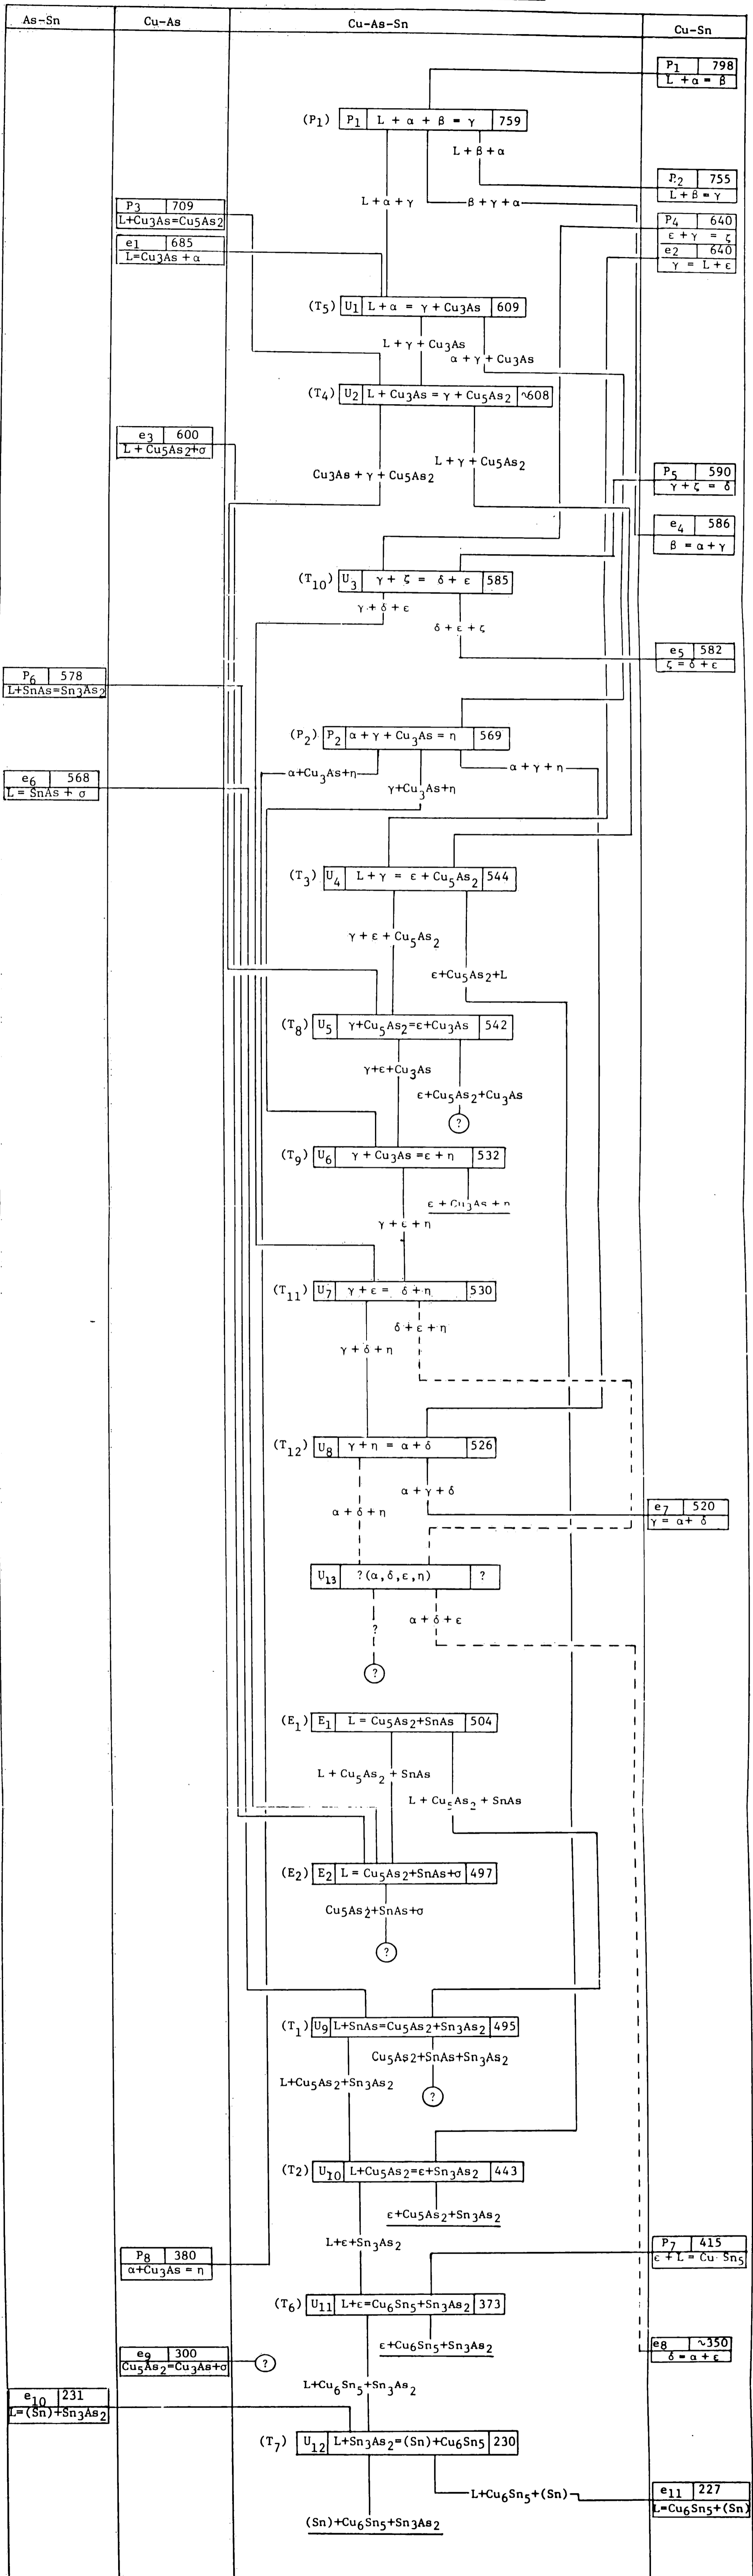 As-Sn Cu-As Cu-As-Sn Cu-Sn
P1 798
L + α = β
(P1) P1 L + α + β = γ 759
L + β + α
P2 755
L + β = γ
L + α + γ
β + γ + α
P3 709
L+Cu3As=Cu5As2
P4 640
ε + γ = ζ
e1 685
L=Cu3As + α
e2 640
γ = L + ε
(T5) U1 L + α = γ + Cu3As 609
L + γ + Cu3As
α + γ + Cu3As
(T4) U2 L + Cu3As = γ + Cu5As2 ~608
e3 600
L + Cu5As2+σ
L + γ + Cu5As2
Cu3As + γ + Cu5As2
P5 590
γ + ζ = δ
e4 586
β = α + γ
(T10) U3 γ + ζ = δ + ε 585
γ + δ + ε
δ + ε + ζ
e5 582
ζ = δ + ε
P6 578
L+SnAs=Sn3As2
(P2) P2 α + γ + Cu3As = η 569
α+Cu3As+η
α + γ + η
γ+Cu3As+η
e6 568
L = SnAs + σ
(T3) U4 L + γ = ε + Cu5As2 544
γ + ε + Cu5As2
ε+Cu5As2+L
(T8) U5 γ+Cu5As2=ε+Cu3As 542
γ+ε+Cu3As
ε+Cu5As2+Cu3As
?
(T9) U6 γ + Cu3As = ε + η 532
ε + Cu3As + η
γ + ε + η
(T11) U7 γ + ε = δ + η 530
δ + ε + η
γ + δ + η
(T12) U8 γ + η = α + δ 526
α + γ + δ
α + δ + η
e7 520
γ = α + δ
U13 ?(α,δ,ε,η) ?
α + δ + ε
?
?
(E1) E1 L = Cu5As2+SnAs 504
L + Cu5As2 + SnAs
L + Cu5As2 + SnAs
(E2) E2 L = Cu5As2+SnAs+σ 497
Cu5As2+SnAs+σ
?
(T1) U9 L+SnAs=Cu5As2+Sn3As2 495
Cu5As2+SnAs+Sn3As2
L+Cu5As2+Sn3As2
?
(T2) U10 L+Cu5As2=ε+Sn3As2 443
ε+Cu5As2+Sn3As2
L+ε+Sn3As2
P7 415
ε + L = Cu Sn5
P8 380
α+Cu3As = η
(T6) U11 L+ε=Cu6Sn5+Sn3As2 373
ε+Cu6Sn5+Sn3As2
e8 ~350
δ = α + ε
e9 300
Cu5As2=Cu3As+σ
?
L+Cu6Sn5+Sn3As2
e10 231
L=(Sn)+Sn3As2
(T7) U12 L+Sn3As2=(Sn)+Cu6Sn5 230
L+Cu6Sn5+(Sn)
e11 227
L=Cu6Sn5+(Sn)
(Sn)+Cu6Sn5+Sn3As2